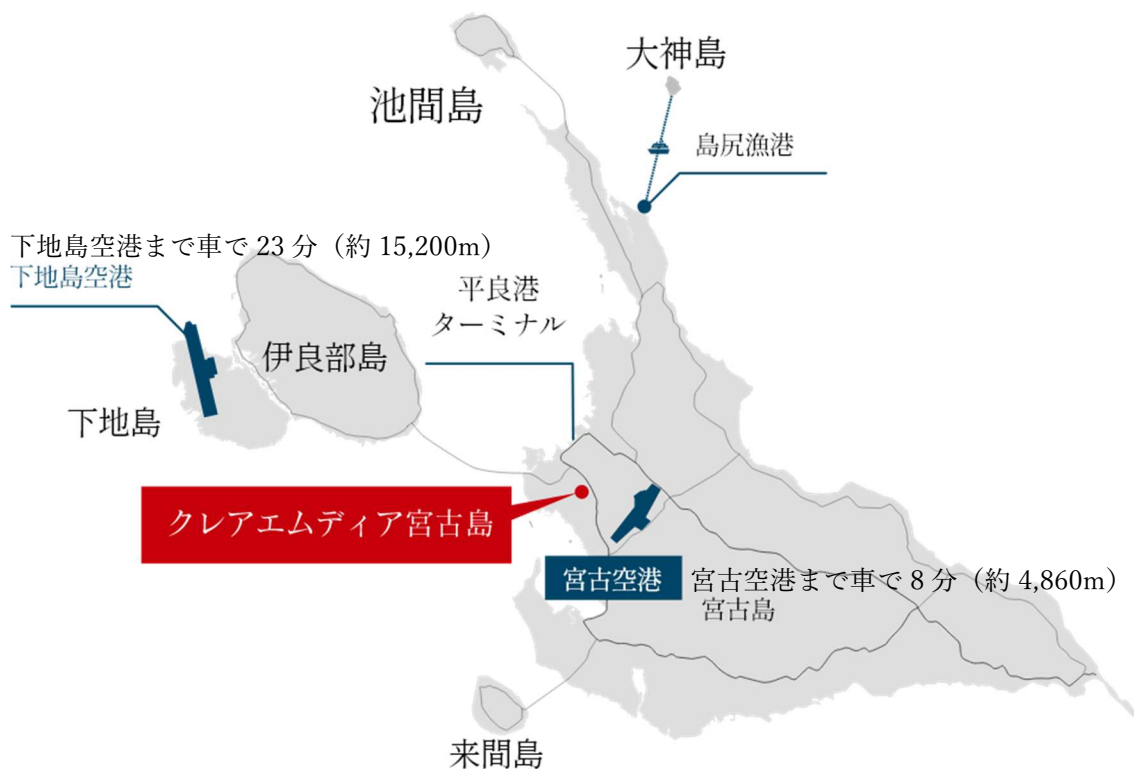 大神島
池間島
島尻漁港
下地島空港まで車で 23 分（約 15,200m）
下地島空港
平良港
ターミナル
伊良部島
下地島
クレアエムディア宮古島
宮古空港
宮古空港まで車で 8 分（約 4,860m）
宮古島
来間島